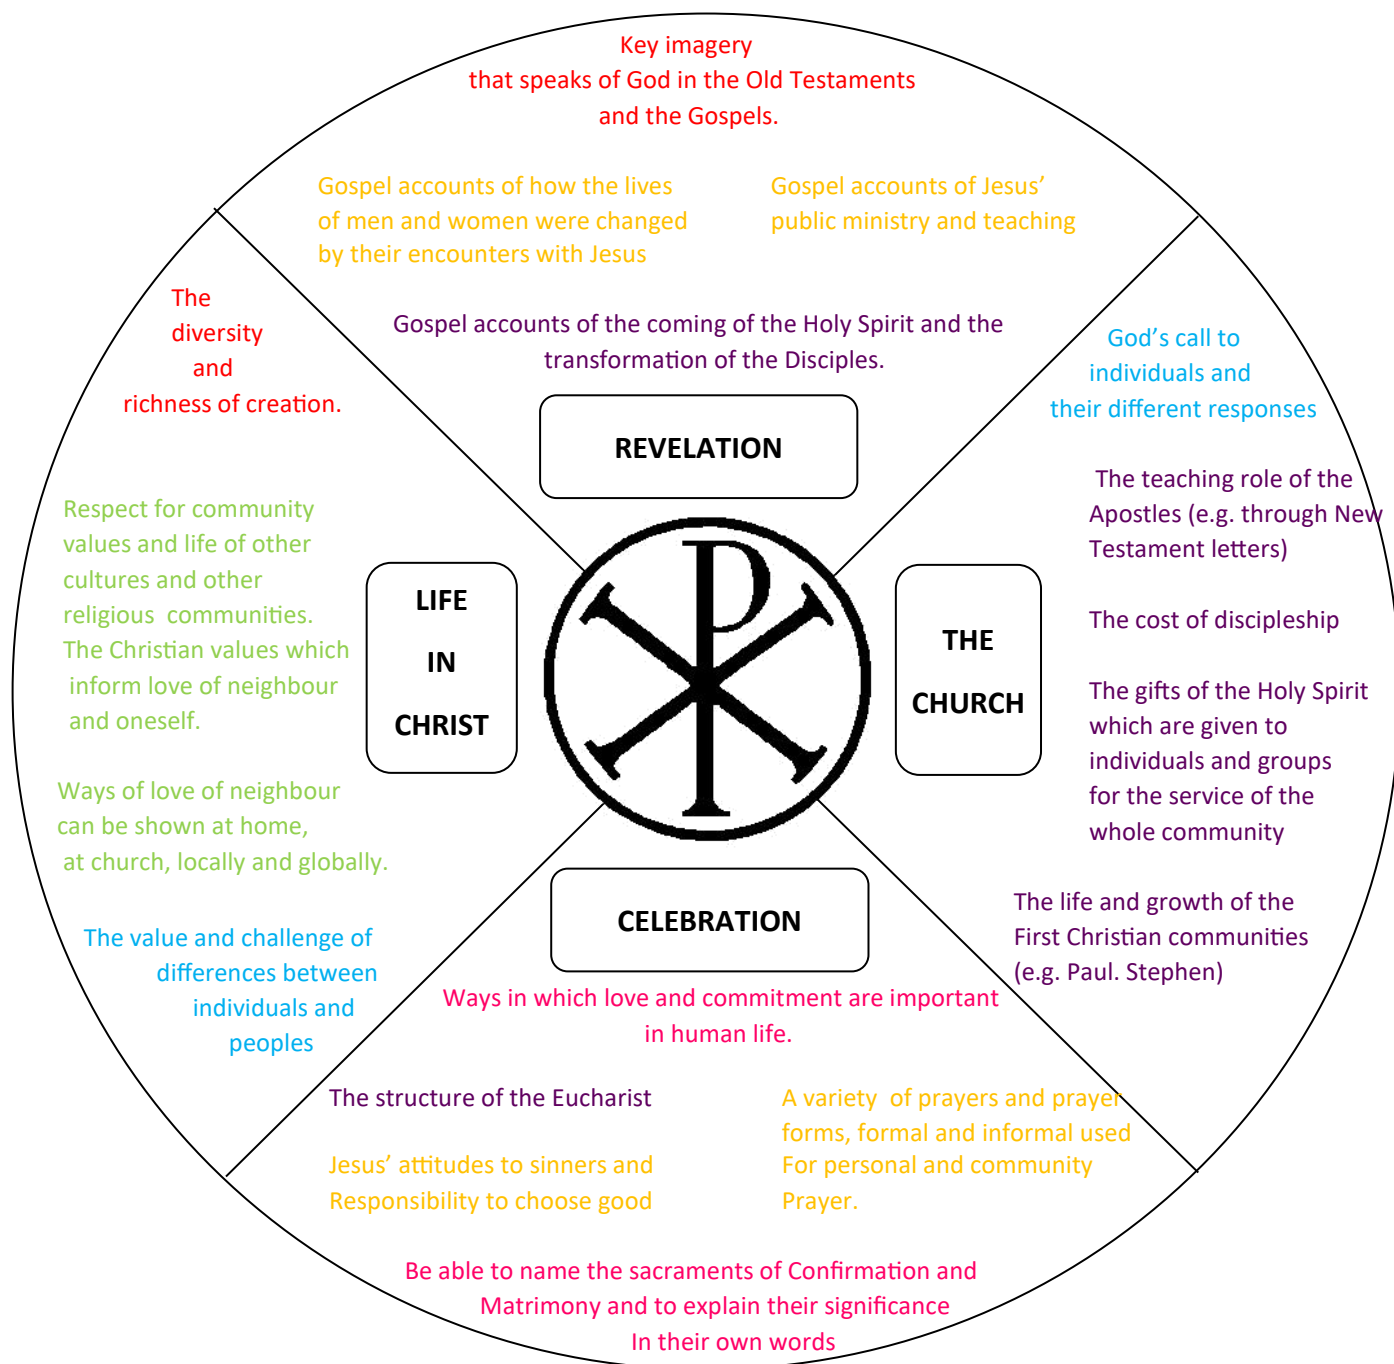 Key imagery
that speaks of God in the Old Testaments
and the Gospels.
Gospel accounts of how the lives
of men and women were changed
by their encounters with Jesus
Gospel accounts of Jesus’
public ministry and teaching
Gospel accounts of the coming of the Holy Spirit and the
transformation of the Disciples.
REVELATION
The
diversity
and
richness of creation.
Respect for community
values and life of other
cultures and other
religious communities.
The Christian values which
inform love of neighbour
and oneself.
Ways of love of neighbour
can be shown at home,
at church, locally and globally.
The value and challenge of
differences between
individuals and
peoples
LIFE
IN
CHRIST
THE
CHURCH
God’s call to
individuals and
their different responses
The teaching role of the
Apostles (e.g. through New
Testament letters)
The cost of discipleship
The gifts of the Holy Spirit
which are given to
individuals and groups
for the service of the
whole community
The life and growth of the
First Christian communities
(e.g. Paul. Stephen)
CELEBRATION
Ways in which love and commitment are important
in human life.
The structure of the Eucharist
Jesus’ attitudes to sinners and
Responsibility to choose good
A variety of prayers and prayer
forms, formal and informal used
For personal and community
Prayer.
Be able to name the sacraments of Confirmation and
Matrimony and to explain their significance
In their own words